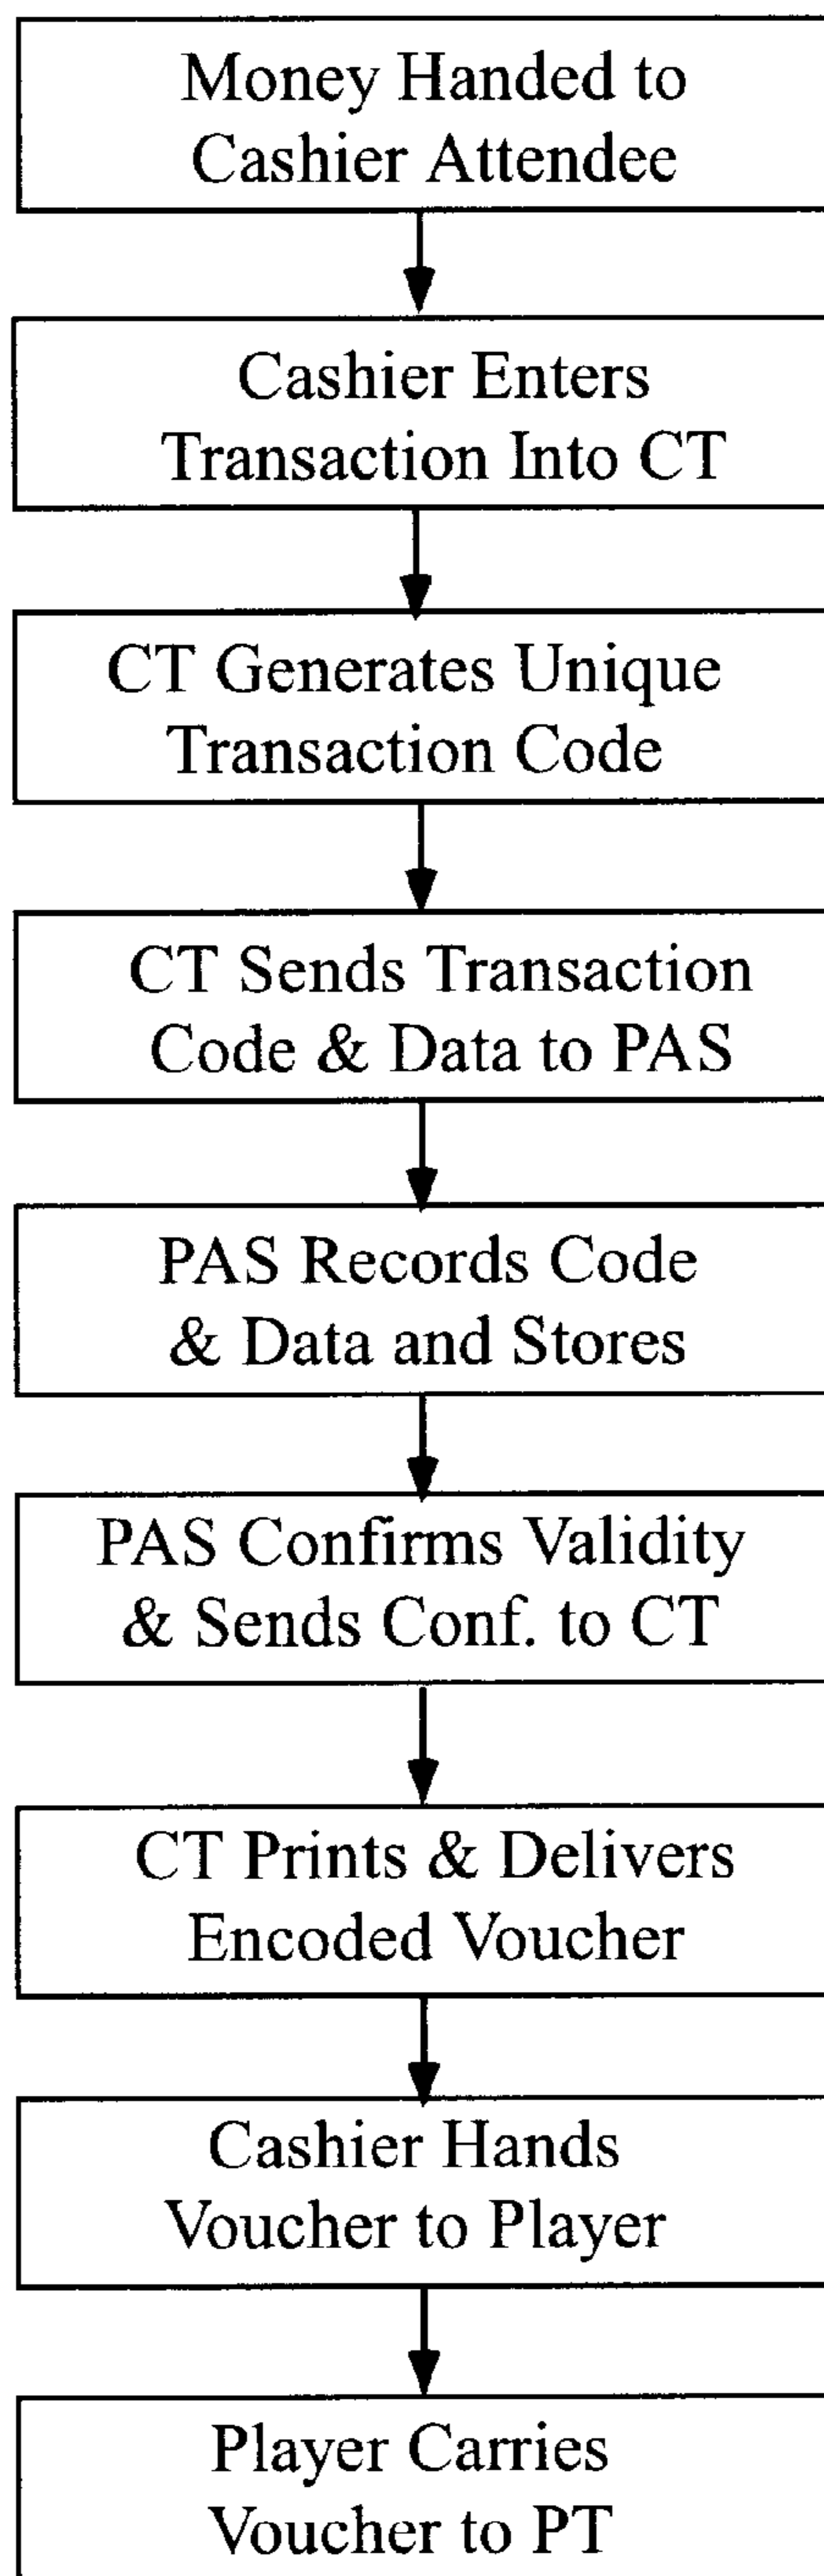 Money Handed to
Cashier Attendee
Cashier Enters
Transaction Into CT
CT Generates Unique
Transaction Code
CT Sends Transaction
Code & Data to PAS
PAS Records Code
& Data and Stores
PAS Confirms Validity
& Sends Conf. to CT
CT Prints & Delivers
Encoded Voucher
Cashier Hands
Voucher to Player
Player Carries
Voucher to PT